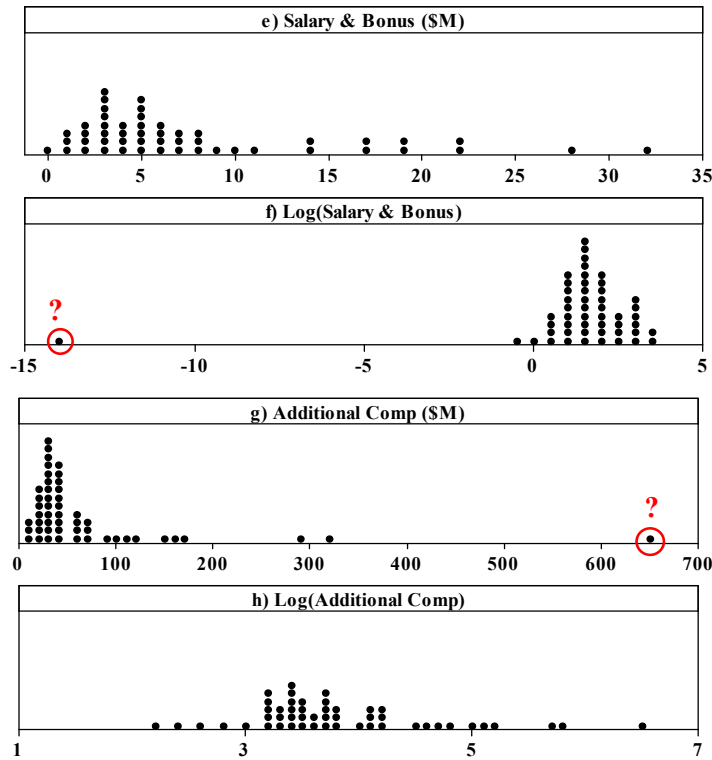 e) Salary & Bonus ($M)
0 5 10 15 20 25 30 35
f) Log(Salary & Bonus)
?
-15 -10 -5 0 5
g) Additional Comp ($M)
?
0 100 200 300 400 500 600 700
h) Log(Additional Comp)
1 3 5 7